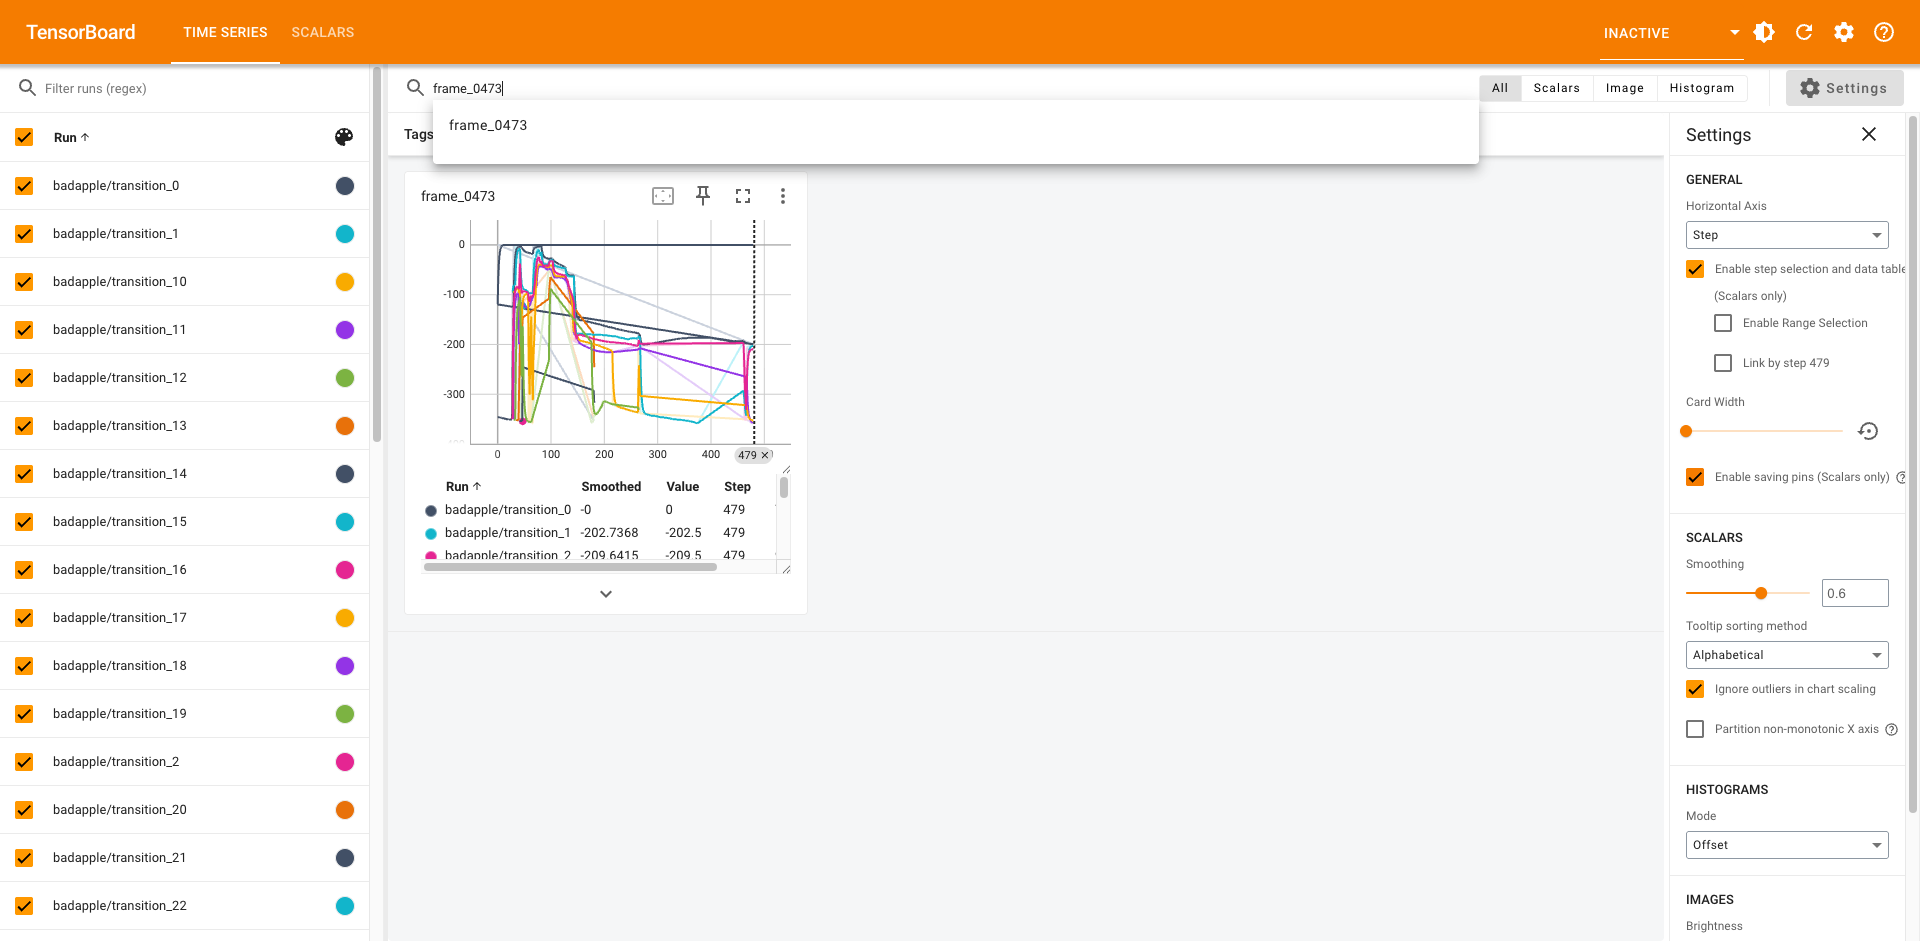 TensorBoard TIME SERIES SCALARS INACTIVE
Filter runs (regex)
Run
badapple/transition_0
badapple/transition_1
badapple/transition_10
badapple/transition_11
badapple/transition_12
badapple/transition_13
badapple/transition_14
badapple/transition_15
badapple/transition_16
badapple/transition_17
badapple/transition_18
badapple/transition_19
badapple/transition_2
badapple/transition_20
badapple/transition_21
badapple/transition_22
frame_0473
All Scalars Image Histogram Settings
frame_0473
Tags
frame_0473
0
-100
-200
-300
0 100 200 300 400 479
Run Smoothed Value Step
badapple/transition_0 -0 0 479
badapple/transition_1 -202.7368 -202.5 479
badapple/transition_2 -209.6415 -209.5 479
Settings
GENERAL
Horizontal Axis
Step
Enable step selection and data table
(Scalars only)
Enable Range Selection
Link by step 479
Card Width
Enable saving pins (Scalars only)
SCALARS
Smoothing
0.6
Tooltip sorting method
Alphabetical
Ignore outliers in chart scaling
Partition non-monotonic X axis
HISTOGRAMS
Mode
Offset
IMAGES
Brightness